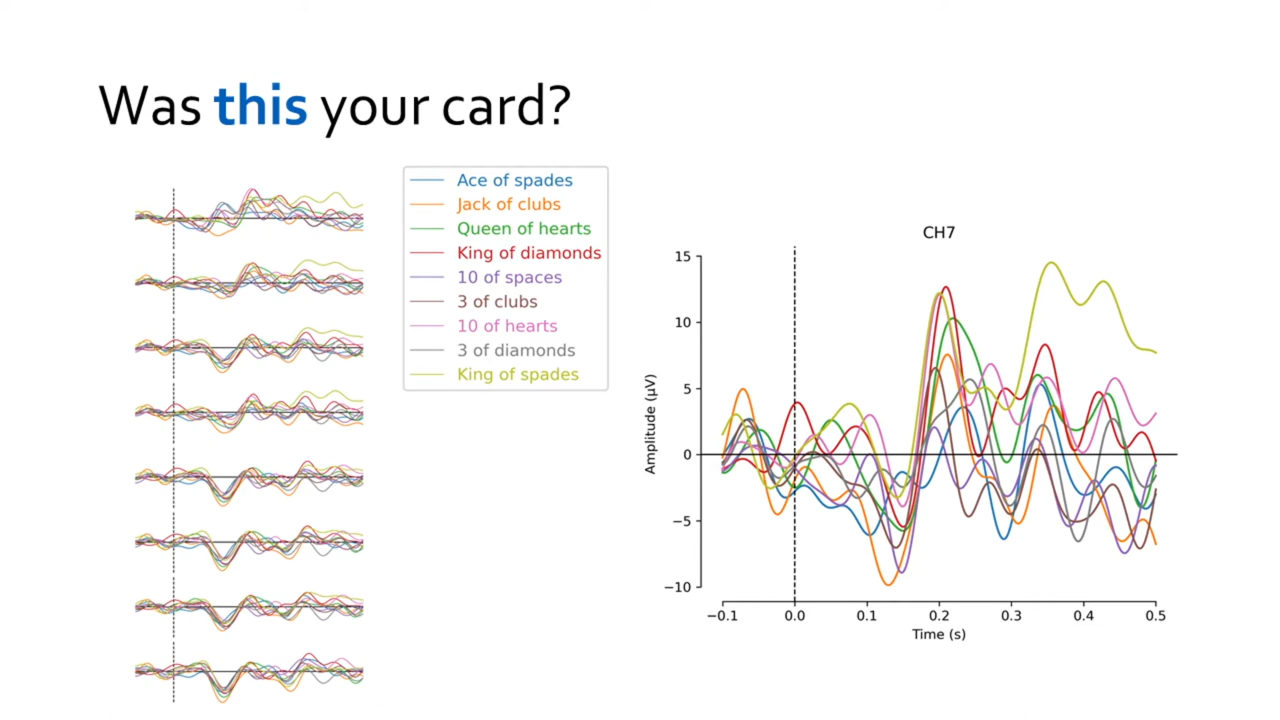 Was this your card?
Ace of spades
Jack of clubs
Queen of hearts
King of diamonds
10 of spaces
3 of clubs
10 of hearts
3 of diamonds
King of spades
CH7
15
10
5
0
−5
−10
Amplitude (µV)
−0.1 0.0 0.1 0.2 0.3 0.4 0.5
Time (s)